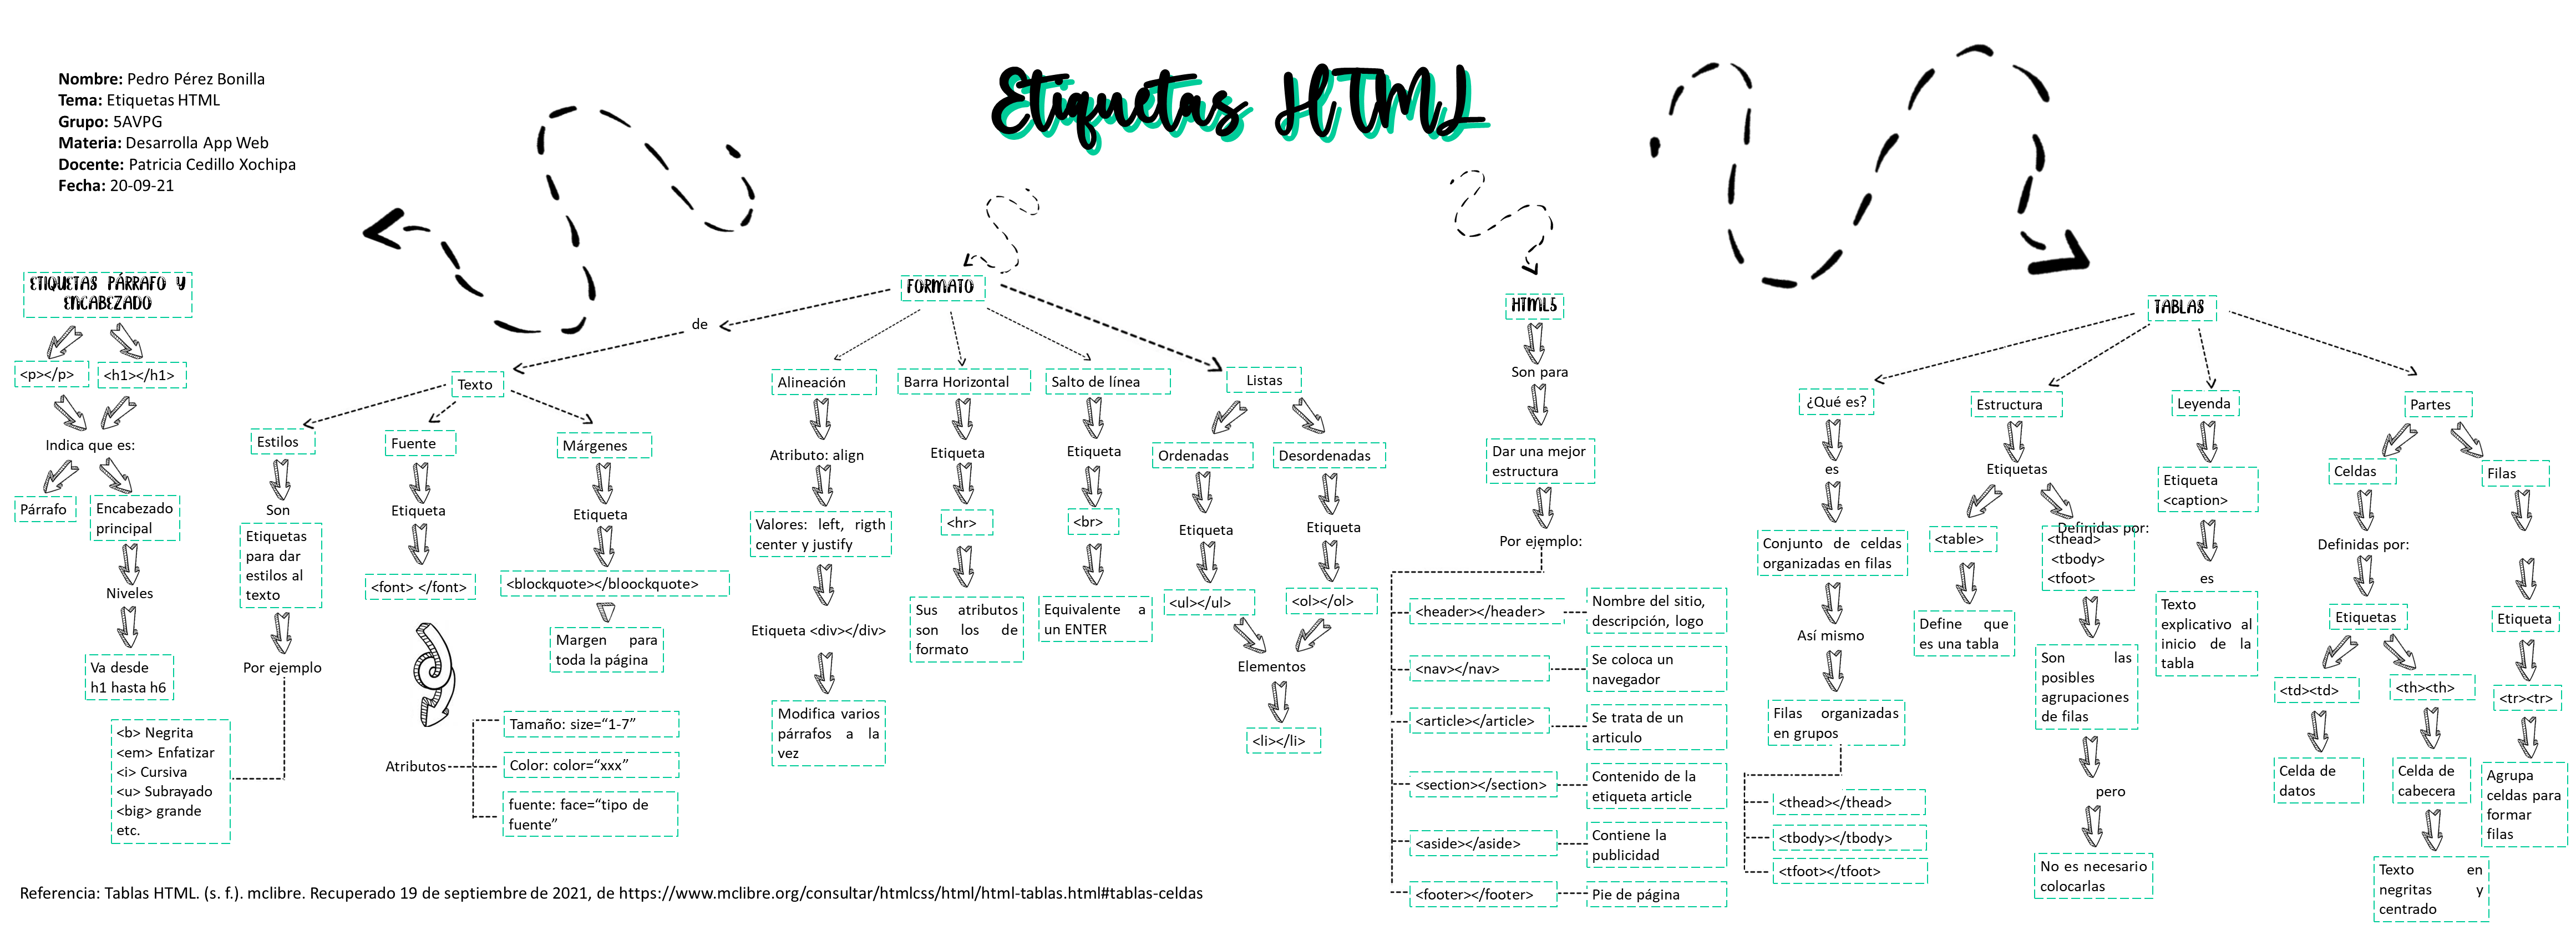 Etiquetas HTML
Nombre: Pedro Pérez Bonilla
Tema: Etiquetas HTML
Grupo: 5AVPG
Materia: Desarrolla App Web
Docente: Patricia Cedillo Xochipa
Fecha: 20-09-21
ETIQUETAS PÁRRAFO Y
ENCABEZADO
<p></p>
<h1></h1>
Indica que es:
Párrafo
Encabezado
principal
Niveles
Va desde
h1 hasta h6
FORMATO
de
Texto
Estilos
Son
Etiquetas
para dar
estilos al
texto
Por ejemplo
<b> Negrita
<em> Enfatizar
<i> Cursiva
<u> Subrayado
<big> grande
etc.
Fuente
Etiqueta
<font> </font>
Atributos
Tamaño: size=“1-7”
Color: color=“xxx”
fuente: face=“tipo de
fuente”
Márgenes
Etiqueta
<blockquote></bloockquote>
Margen para
toda la página
Alineación
Atributo: align
Valores: left, rigth
center y justify
Etiqueta <div></div>
Modifica varios
párrafos a la
vez
Barra Horizontal
Etiqueta
<hr>
Sus atributos
son los de
formato
Salto de línea
Etiqueta
<br>
Equivalente a
un ENTER
Listas
Ordenadas
Etiqueta
<ul></ul>
Desordenadas
Etiqueta
<ol></ol>
Elementos
<li></li>
HTML5
Son para
Dar una mejor
estructura
Por ejemplo:
<header></header>
Nombre del sitio,
descripción, logo
<nav></nav>
Se coloca un
navegador
<article></article>
Se trata de un
articulo
<section></section>
Contenido de la
etiqueta article
<aside></aside>
Contiene la
publicidad
<footer></footer>
Pie de página
TABLAS
¿Qué es?
es
Conjunto de celdas
organizadas en filas
Así mismo
Filas organizadas
en grupos
<thead></thead>
<tbody></tbody>
<tfoot></tfoot>
Estructura
Etiquetas
<table>
Define que
es una tabla
Definidas por:
<thead>
<tbody>
<tfoot>
Son las
posibles
agrupaciones
de filas
pero
No es necesario
colocarlas
Leyenda
Etiqueta
<caption>
es
Texto
explicativo al
inicio de la
tabla
Partes
Celdas
Definidas por:
Etiquetas
<td><td>
Celda de
datos
<th><th>
Celda de
cabecera
Texto en
negritas y
centrado
Filas
Etiqueta
<tr><tr>
Agrupa
celdas para
formar
filas
Referencia: Tablas HTML. (s. f.). mclibre. Recuperado 19 de septiembre de 2021, de https://www.mclibre.org/consultar/htmlcss/html/html-tablas.html#tablas-celdas